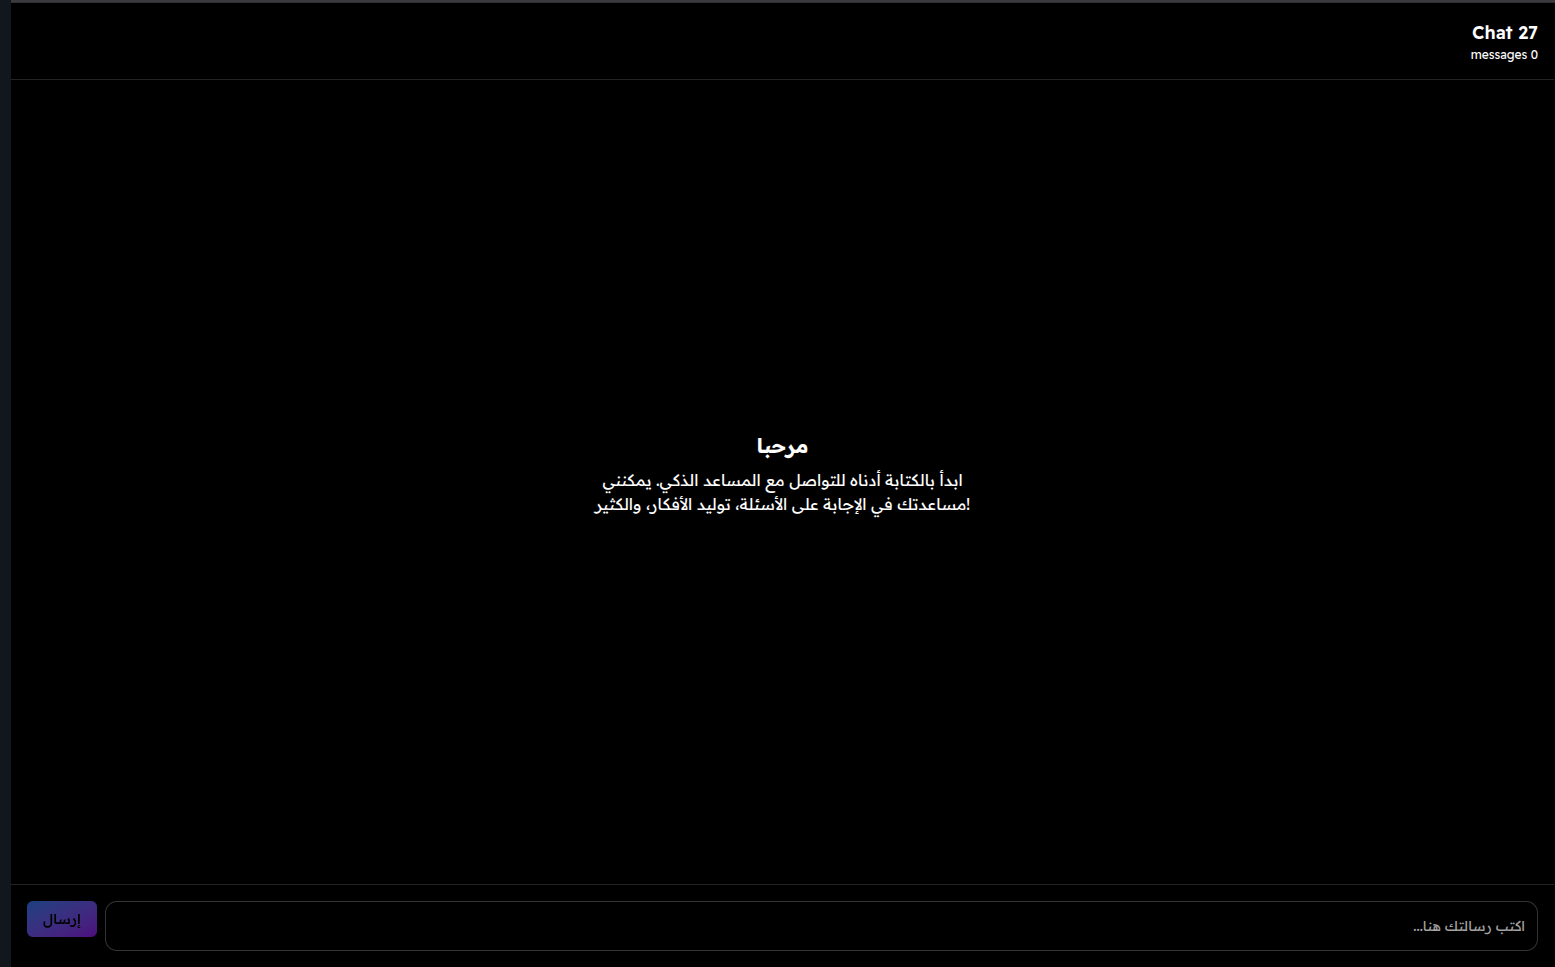 Chat 27
messages 0
مرحبا
ابدأ بالكتابة أدناه للتواصل مع المساعد الذكي. يمكنني
مساعدتك في الإجابة على الأسئلة، توليد الأفكار، والكثير!
اكتب رسالتك هنا...
إرسال